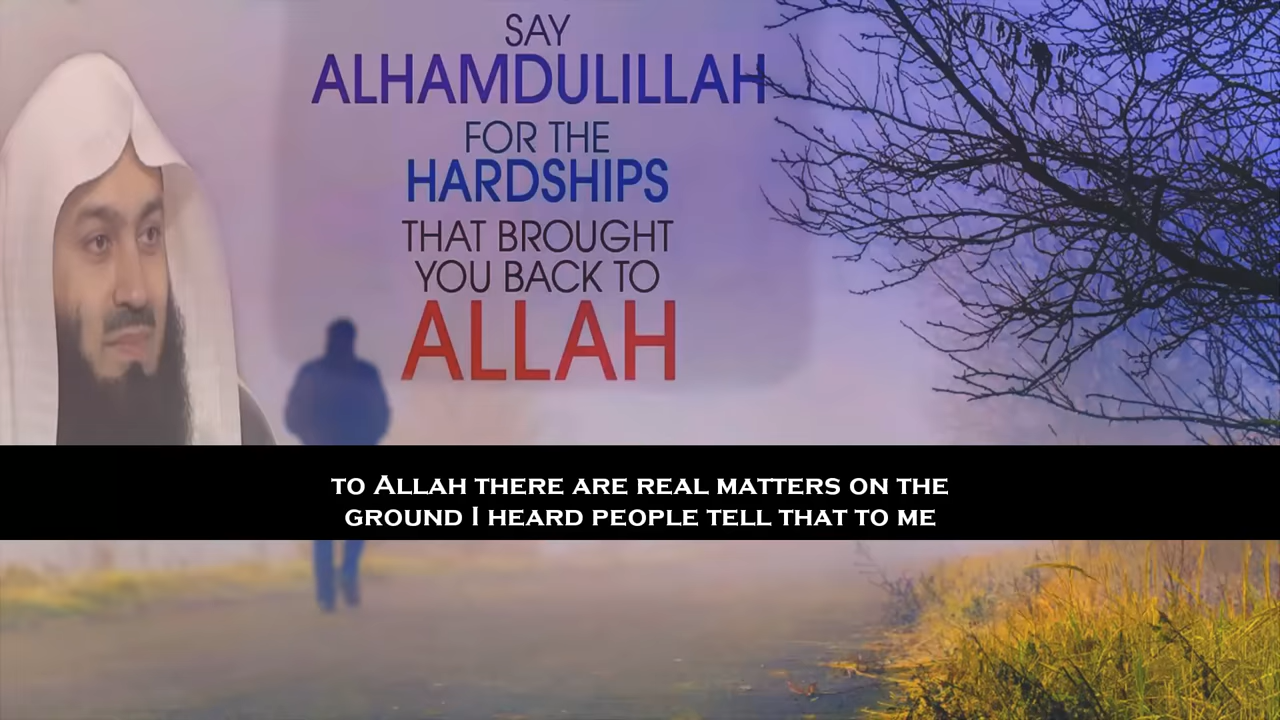 SAY
ALHAMDULILLAH
FOR THE
HARDSHIPS
THAT BROUGHT
YOU BACK TO
ALLAH
TO ALLAH THERE ARE REAL MATTERS ON THE
GROUND I HEARD PEOPLE TELL THAT TO ME